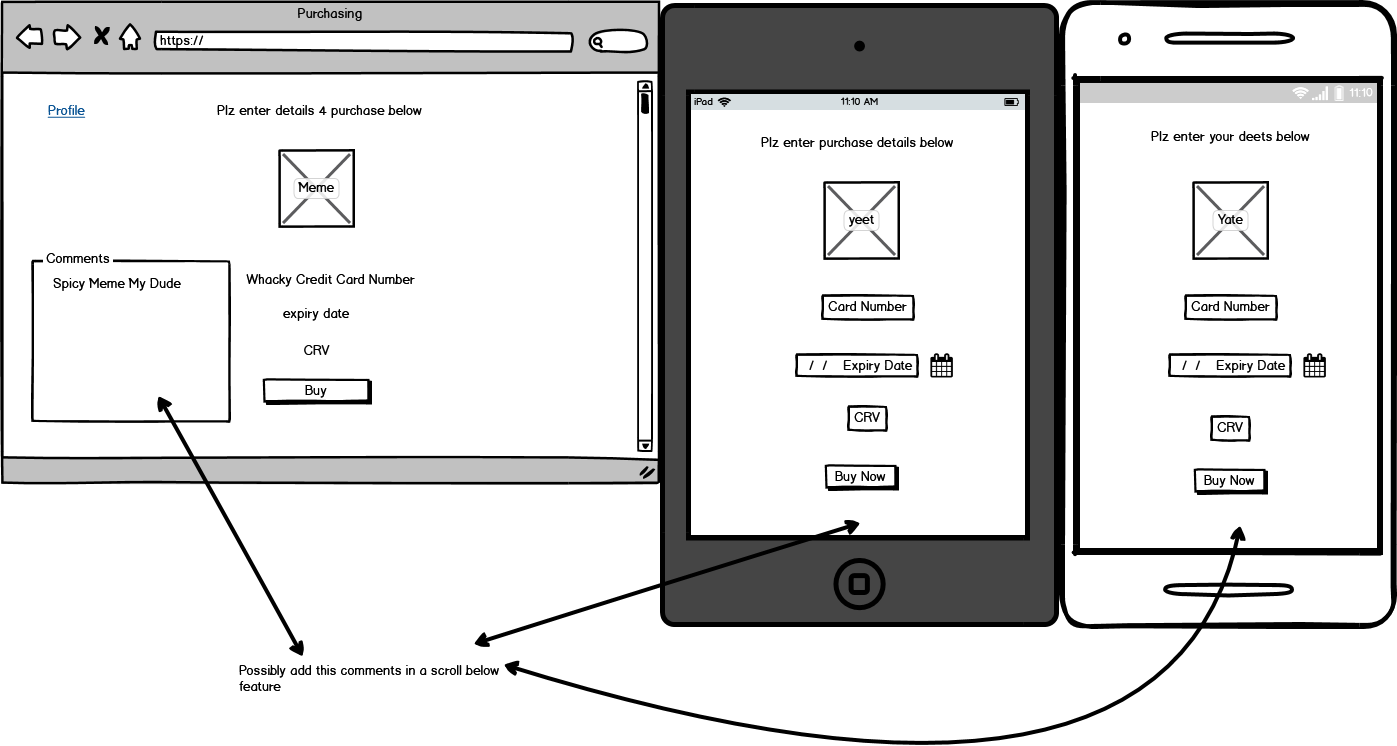 Purchasing
https://
Profile
Plz enter details 4 purchase below
Meme
Comments
Spicy Meme My Dude
Whacky Credit Card Number
expiry date
CRV
Buy
iPad
11:10 AM
Plz enter purchase details below
yeet
Card Number
/ / Expiry Date
CRV
Buy Now
11:10
Plz enter your deets below
Yate
Card Number
/ / Expiry Date
CRV
Buy Now
Possibly add this comments in a scroll below
feature